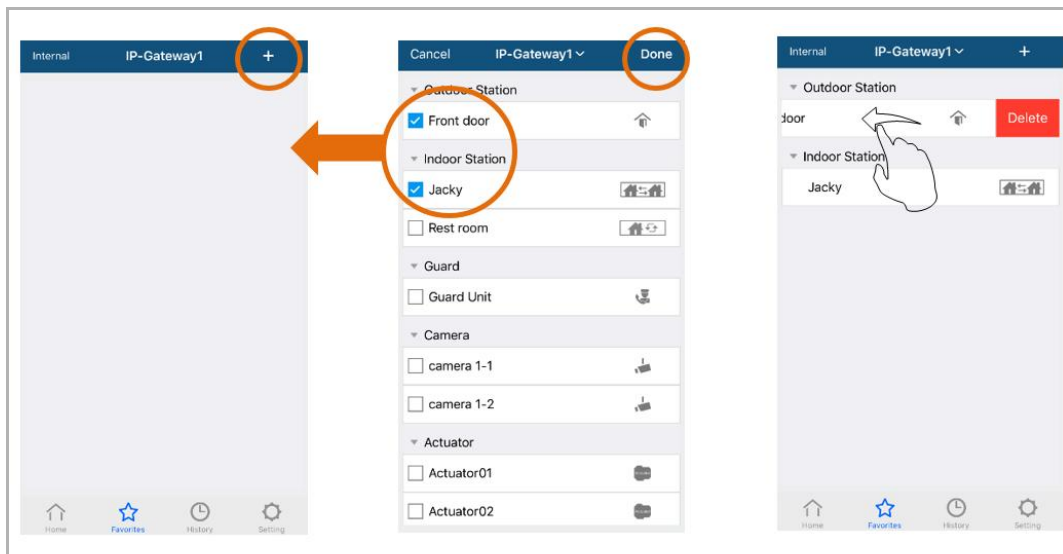 Internal IP-Gateway1 +
Home Favorites History Setting
Cancel IP-Gateway1 Done
Outdoor Station
Front door
Indoor Station
Jacky
Rest room
Guard
Guard Unit
Camera
camera 1-1
camera 1-2
Actuator
Actuator01
Actuator02
Internal IP-Gateway1 +
Outdoor Station
door Delete
Indoor Station
Jacky
Home Favorites History Setting